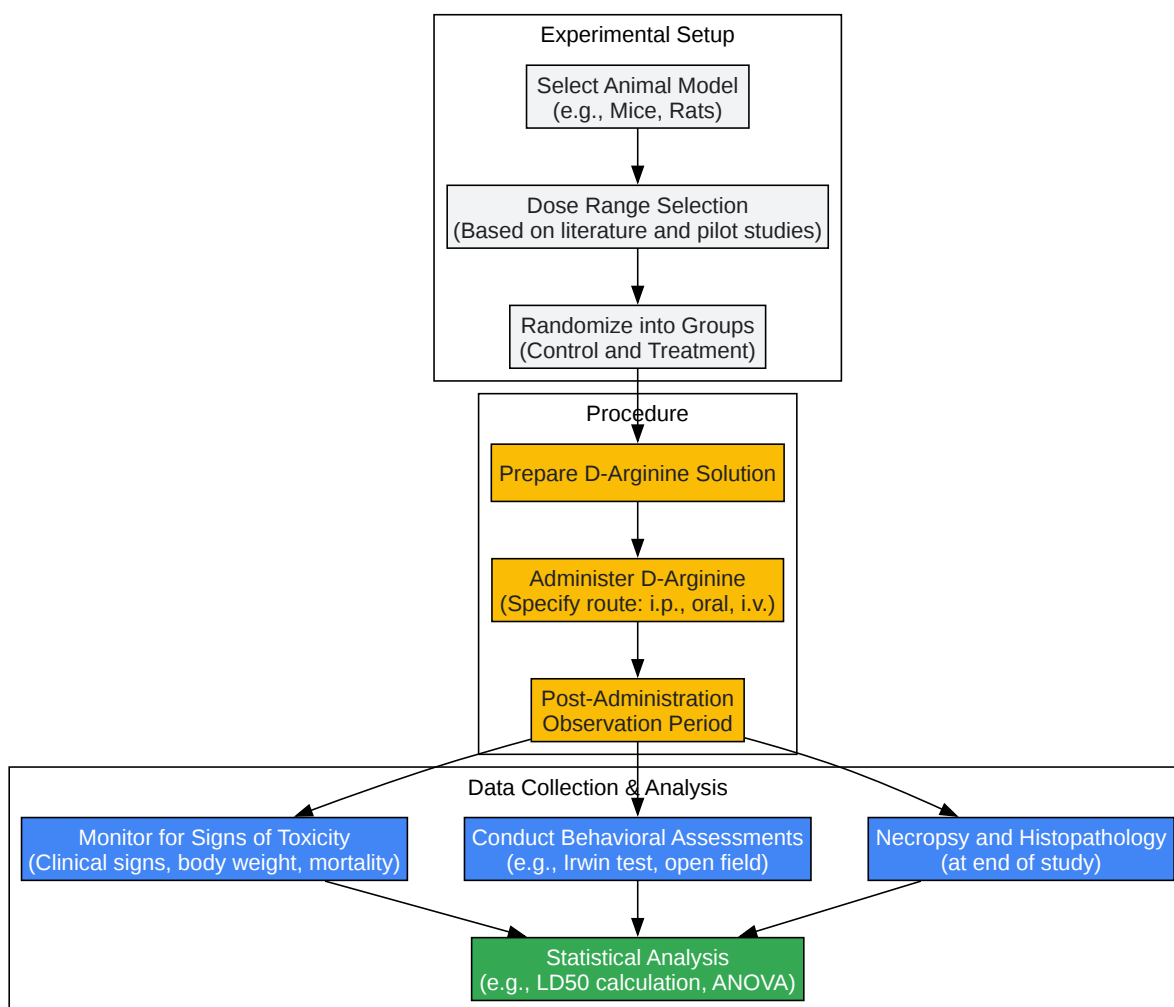 Experimental Setup
Select Animal Model
(e.g., Mice, Rats)
Dose Range Selection
(Based on literature and pilot studies)
Randomize into Groups
(Control and Treatment)
Procedure
Prepare D-Arginine Solution
Administer D-Arginine
(Specify route: i.p., oral, i.v.)
Post-Administration
Observation Period
Data Collection & Analysis
Monitor for Signs of Toxicity
(Clinical signs, body weight, mortality)
Conduct Behavioral Assessments
(e.g., Irwin test, open field)
Necropsy and Histopathology
(at end of study)
Statistical Analysis
(e.g., LD50 calculation, ANOVA)